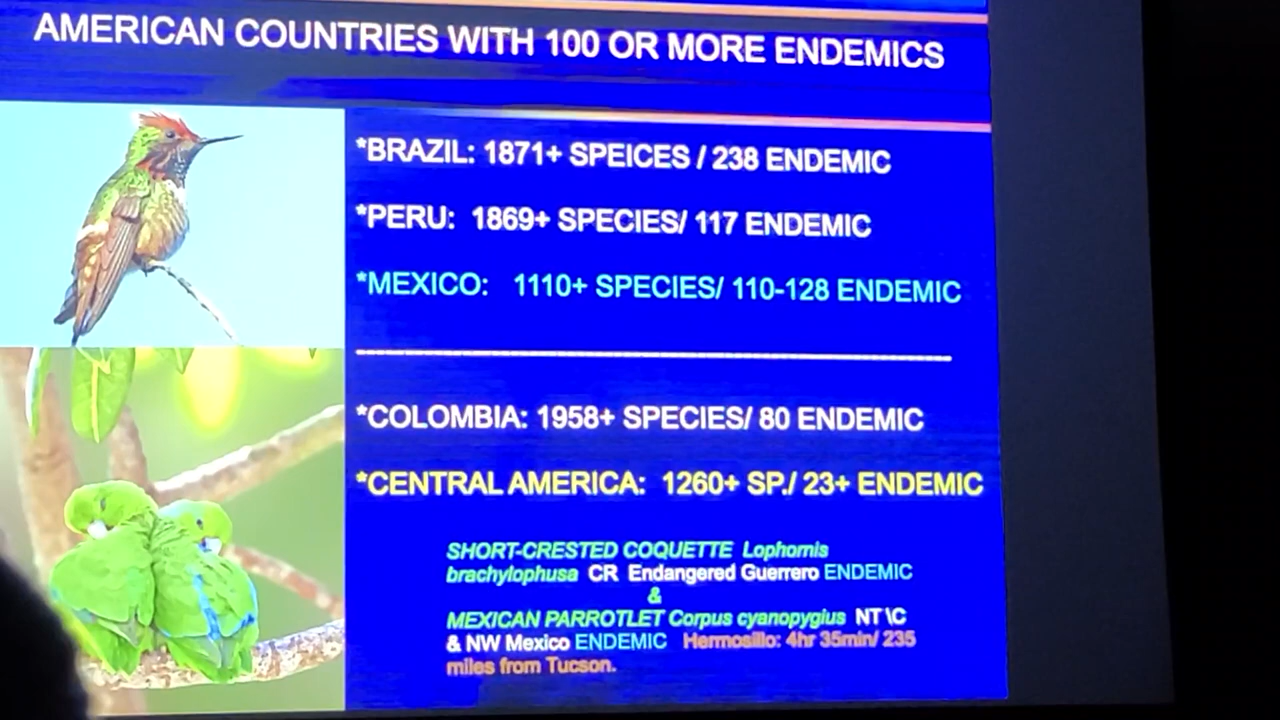 AMERICAN COUNTRIES WITH 100 OR MORE ENDEMICS
*BRAZIL: 1871+ SPEICES / 238 ENDEMIC
*PERU: 1869+ SPECIES/ 117 ENDEMIC
*MEXICO: 1110+ SPECIES/ 110-128 ENDEMIC
*COLOMBIA: 1958+ SPECIES/ 80 ENDEMIC
*CENTRAL AMERICA: 1260+ SP./ 23+ ENDEMIC
SHORT-CRESTED COQUETTE Lophornis
brachylophusa CR Endangered Guerrero ENDEMIC
&
MEXICAN PARROTLET Corpus cyanopygius NT \C
& NW Mexico ENDEMIC Hermosillo: 4hr 35min/ 235
miles from Tucson.